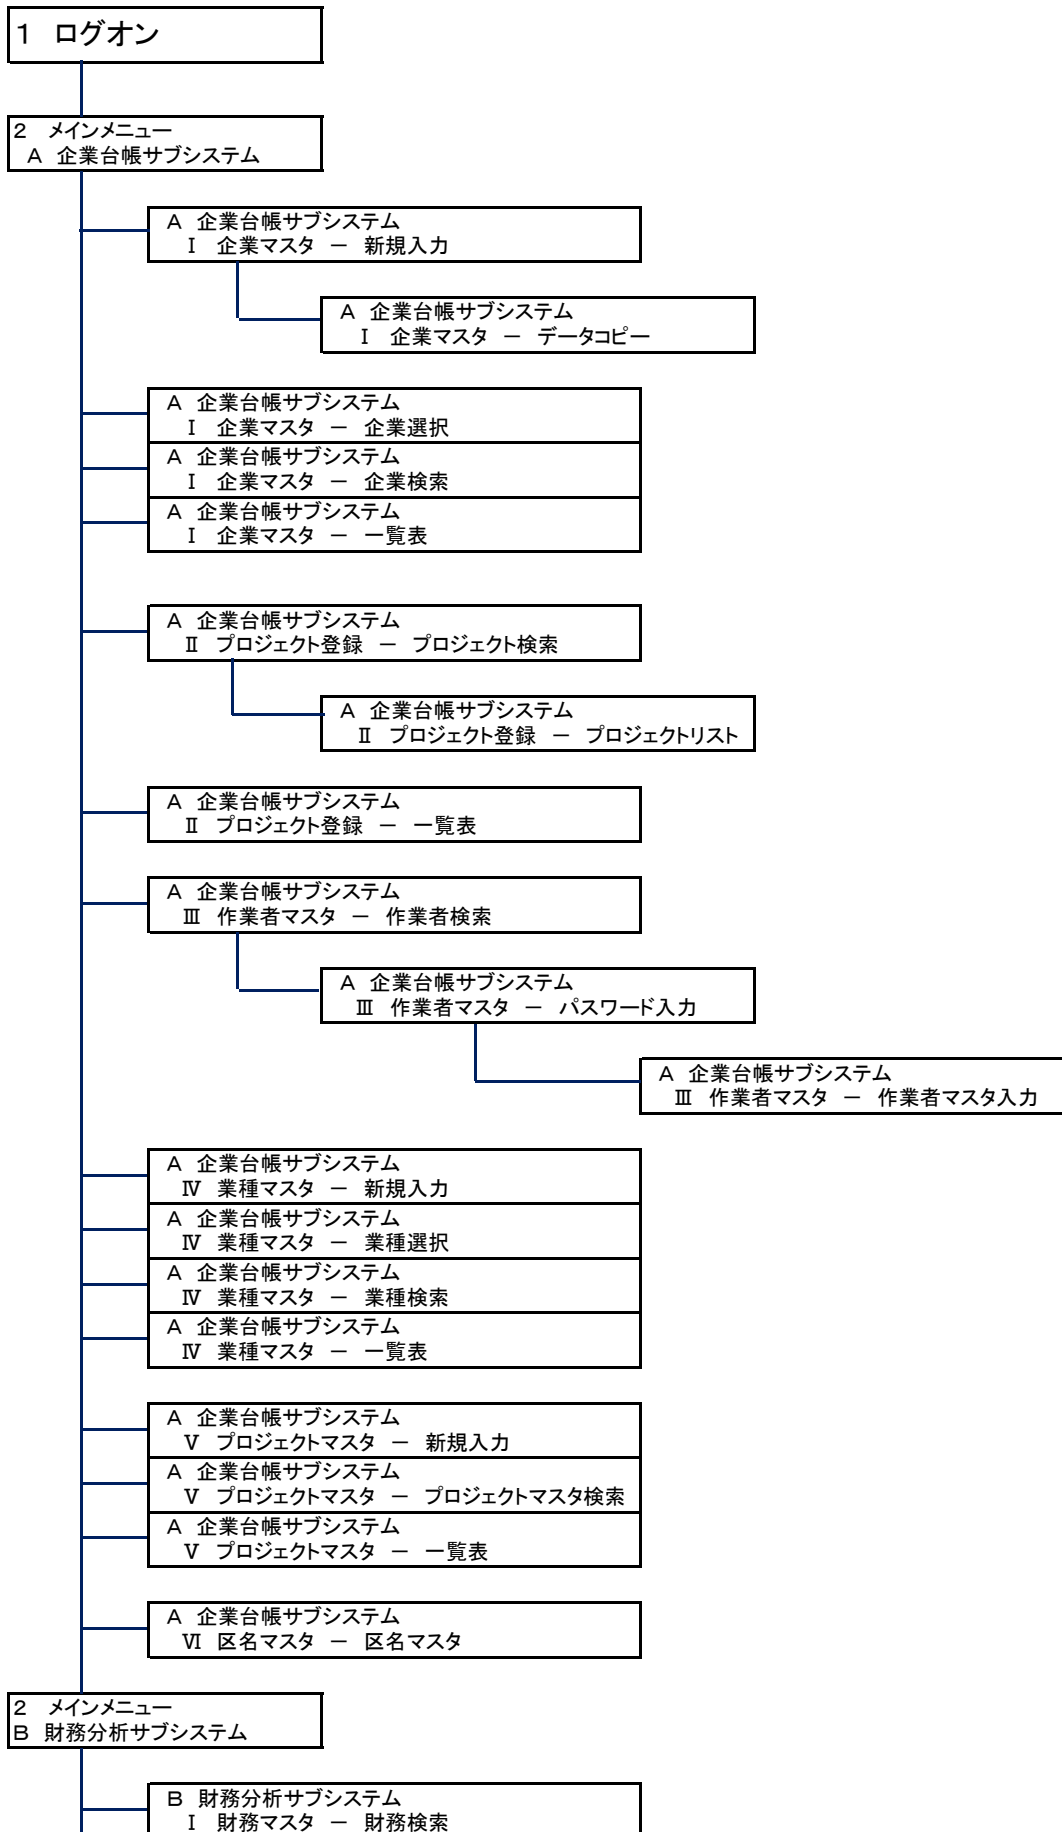 １　ログオン
２　メインメニュー
Ａ　企業台帳サブシステム
Ａ　企業台帳サブシステム
Ⅰ　企業マスタ　－　新規入力
Ａ　企業台帳サブシステム
Ⅰ　企業マスタ　－　データコピー
Ａ　企業台帳サブシステム
Ⅰ　企業マスタ　－　企業選択
Ａ　企業台帳サブシステム
Ⅰ　企業マスタ　－　企業検索
Ａ　企業台帳サブシステム
Ⅰ　企業マスタ　－　一覧表
Ａ　企業台帳サブシステム
Ⅱ　プロジェクト登録　－　プロジェクト検索
Ａ　企業台帳サブシステム
Ⅱ　プロジェクト登録　－　プロジェクトリスト
Ａ　企業台帳サブシステム
Ⅱ　プロジェクト登録　－　一覧表
Ａ　企業台帳サブシステム
Ⅲ　作業者マスタ　－　作業者検索
Ａ　企業台帳サブシステム
Ⅲ　作業者マスタ　－　パスワード入力
Ａ　企業台帳サブシステム
Ⅲ　作業者マスタ　－　作業者マスタ入力
Ａ　企業台帳サブシステム
Ⅳ　業種マスタ　－　新規入力
Ａ　企業台帳サブシステム
Ⅳ　業種マスタ　－　業種選択
Ａ　企業台帳サブシステム
Ⅳ　業種マスタ　－　業種検索
Ａ　企業台帳サブシステム
Ⅳ　業種マスタ　－　一覧表
Ａ　企業台帳サブシステム
Ⅴ　プロジェクトマスタ　－　新規入力
Ａ　企業台帳サブシステム
Ⅴ　プロジェクトマスタ　－　プロジェクトマスタ検索
Ａ　企業台帳サブシステム
Ⅴ　プロジェクトマスタ　－　一覧表
Ａ　企業台帳サブシステム
Ⅵ　区名マスタ　－　区名マスタ
２　メインメニュー
Ｂ　財務分析サブシステム
Ｂ　財務分析サブシステム
Ⅰ　財務マスタ　－　財務検索